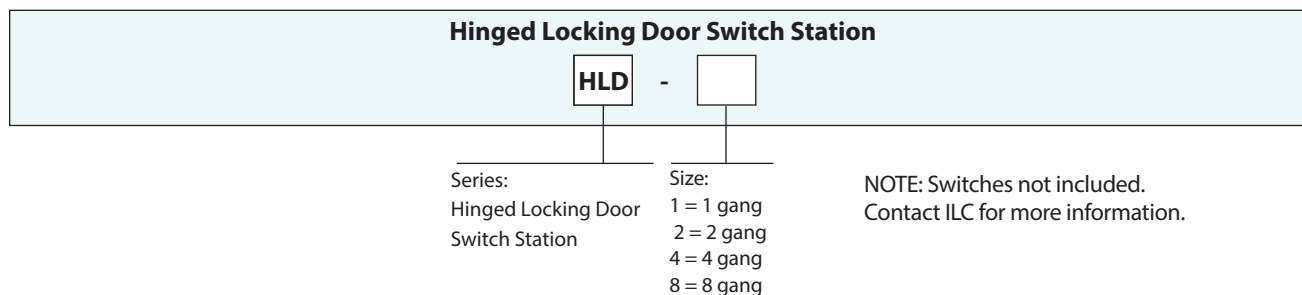 Hinged Locking Door Switch Station
HLD -
Series:
Hinged Locking Door
Switch Station
Size:
1 = 1 gang
2 = 2 gang
4 = 4 gang
8 = 8 gang
NOTE: Switches not included.
Contact ILC for more information.